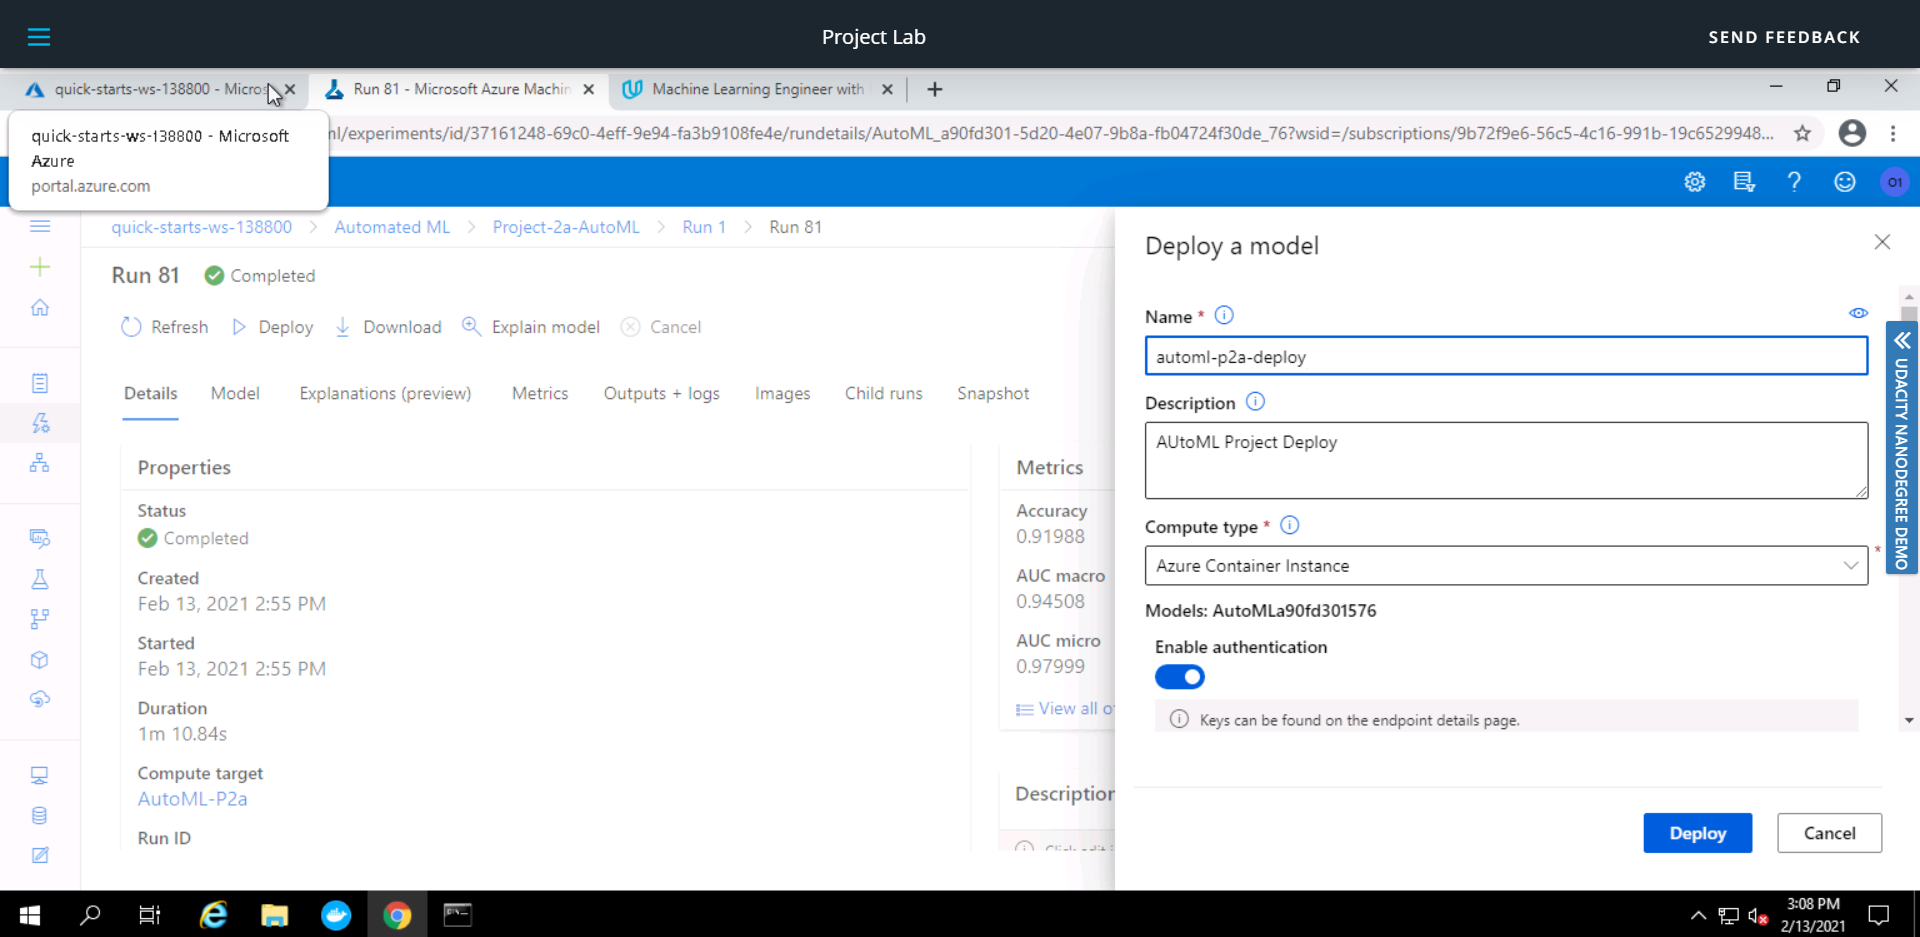 Project Lab
SEND FEEDBACK
quick-starts-ws-138800 - Micros
Run 81 - Microsoft Azure Machin
Machine Learning Engineer with
quick-starts-ws-138800 - Microsoft
Azure
portal.azure.com
nl/experiments/id/37161248-69c0-4eff-9e94-fa3b9108fe4e/rundetails/AutoML_a90fd301-5d20-4e07-9b8a-fb04724f30de_76?wsid=/subscriptions/9b72f9e6-56c5-4c16-991b-19c6529948...
O1
quick-starts-ws-138800 > Automated ML > Project-2a-AutoML > Run 1 > Run 81
Run 81 Completed
Refresh Deploy Download Explain model Cancel
Details Model Explanations (preview) Metrics Outputs + logs Images Child runs Snapshot
Properties
Status
Completed
Created
Feb 13, 2021 2:55 PM
Started
Feb 13, 2021 2:55 PM
Duration
1m 10.84s
Compute target
AutoML-P2a
Run ID
Metrics
Accuracy
0.91988
AUC macro
0.94508
AUC micro
0.97999
View all o
Description
Deploy a model
Name *
automl-p2a-deploy
Description
AUtoML Project Deploy
Compute type *
Azure Container Instance
*
Models: AutoMLa90fd301576
Enable authentication
Keys can be found on the endpoint details page.
Deploy
Cancel
UDACITY NANODEGREE DEMO
3:08 PM
2/13/2021